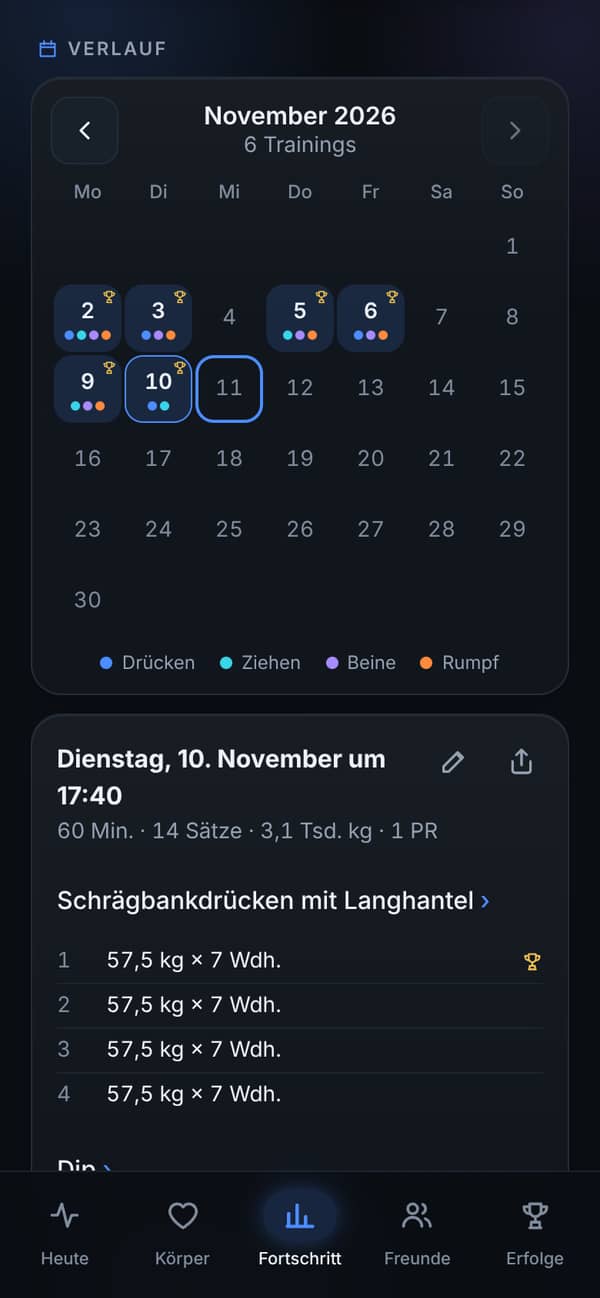 VERLAUF
November 2026
6 Trainings
Mo Di Mi Do Fr Sa So
1
2 3 4 5 6 7 8
9 10 11 12 13 14 15
16 17 18 19 20 21 22
23 24 25 26 27 28 29
30
Drücken Ziehen Beine Rumpf
Dienstag, 10. November um
17:40
60 Min. · 14 Sätze · 3,1 Tsd. kg · 1 PR
Schrägbankdrücken mit Langhantel ›
1 57,5 kg × 7 Wdh.
2 57,5 kg × 7 Wdh.
3 57,5 kg × 7 Wdh.
4 57,5 kg × 7 Wdh.
Dip ›
Heute Körper Fortschritt Freunde Erfolge